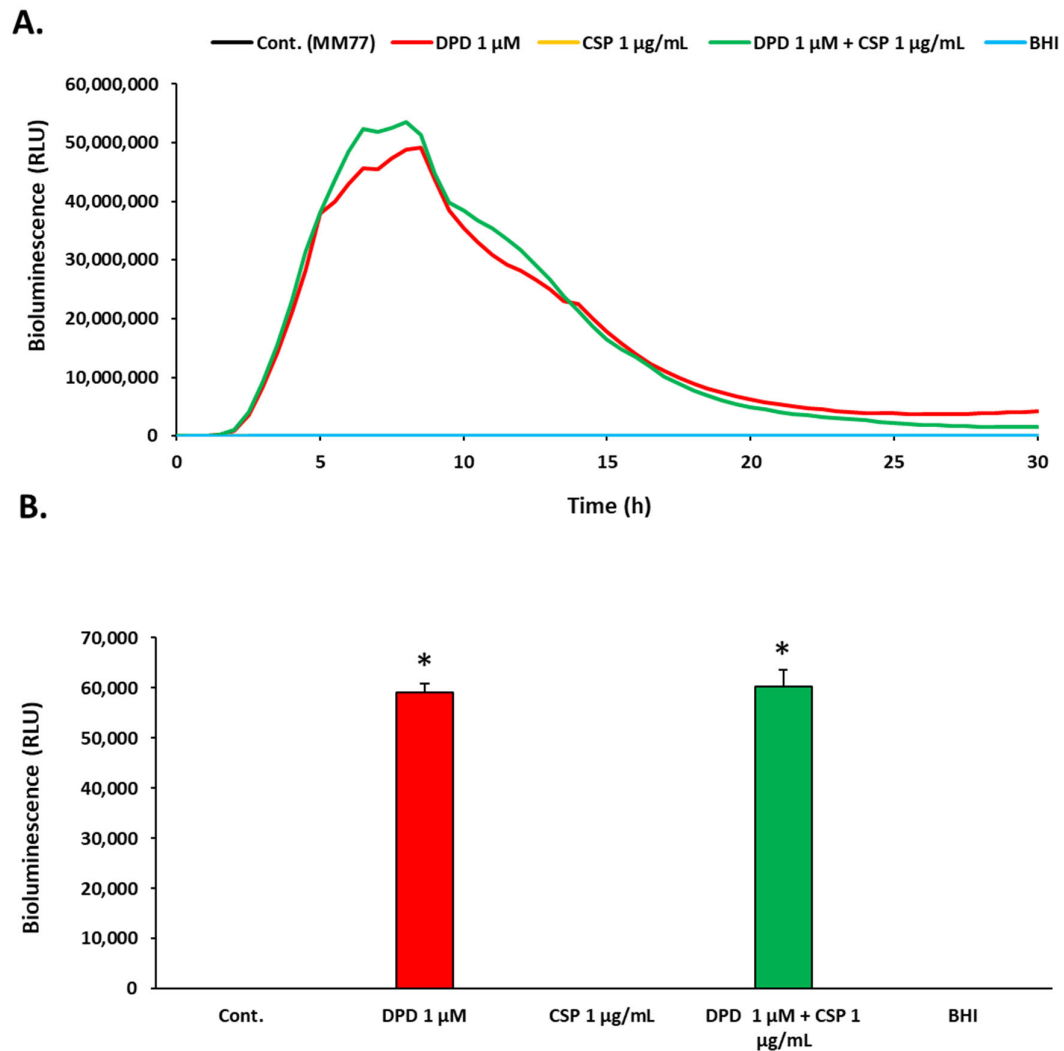 A.
Cont. (MM77) DPD 1 µM CSP 1 µg/mL DPD 1 µM + CSP 1 µg/mL BHI
60,000,000
50,000,000
40,000,000
30,000,000
20,000,000
10,000,000
0
Bioluminescence (RLU)
0 5 10 15 20 25 30
Time (h)
B.
70,000
60,000
50,000
40,000
30,000
20,000
10,000
0
Bioluminescence (RLU)
* *
Cont. DPD 1 µM CSP 1 µg/mL DPD 1 µM + CSP 1 BHI
µg/mL